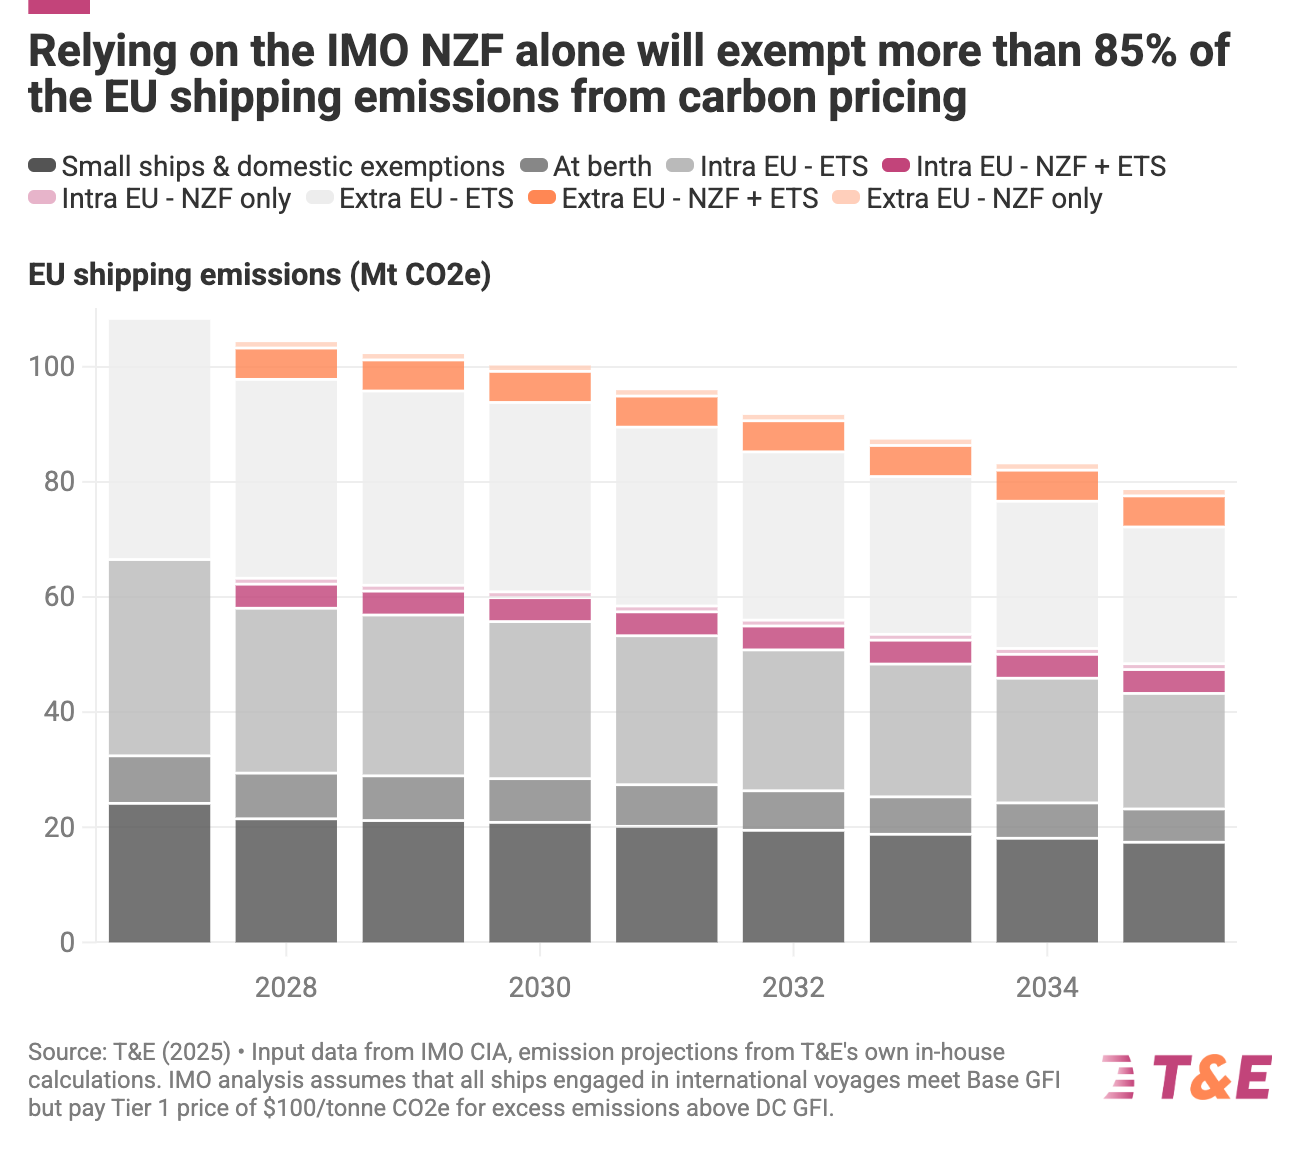 Relying on the IMO NZF alone will exempt more than 85% of
the EU shipping emissions from carbon pricing
Small ships & domestic exemptions At berth Intra EU - ETS Intra EU - NZF + ETS
Intra EU - NZF only Extra EU - ETS Extra EU - NZF + ETS Extra EU - NZF only
EU shipping emissions (Mt CO2e)
100
80
60
40
20
0
2028 2030 2032 2034
Source: T&E (2025) • Input data from IMO CIA, emission projections from T&E's own in-house
calculations. IMO analysis assumes that all ships engaged in international voyages meet Base GFI
but pay Tier 1 price of $100/tonne CO2e for excess emissions above DC GFI.
T&E